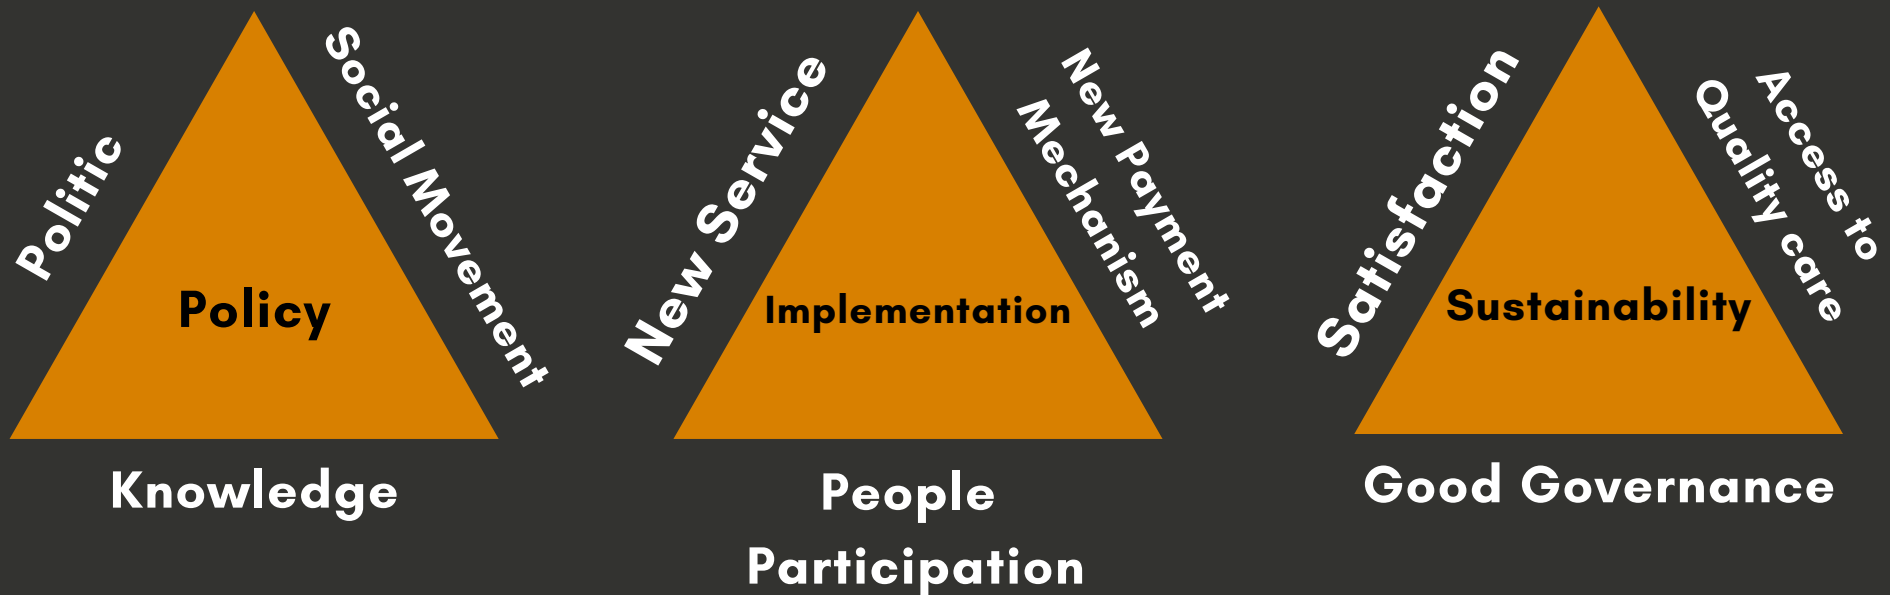 Politic
Social Movement
Policy
Knowledge
New Service
New Payment
Mechanism
Implementation
People
Participation
Satisfaction
Access to
Quality care
Sustainability
Good Governance